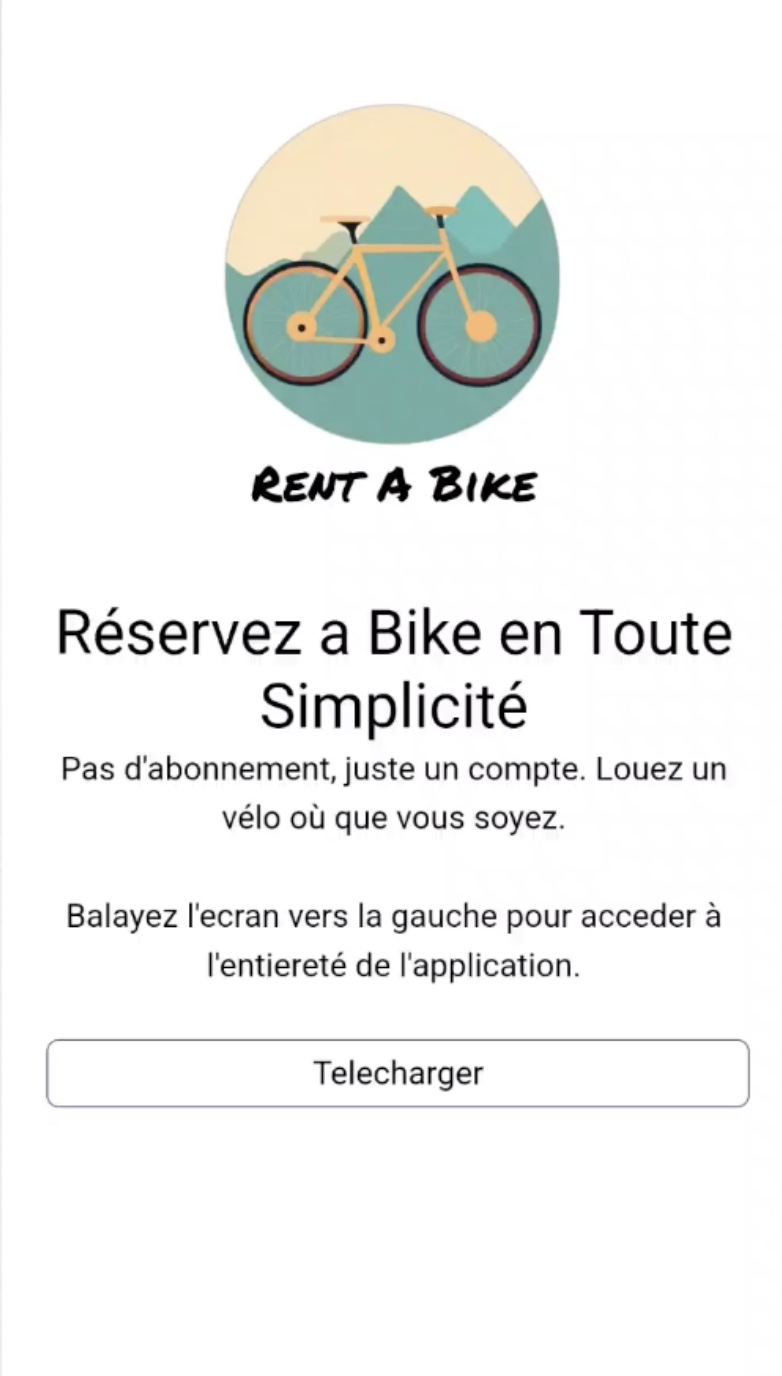 RENT A BIKE
Réservez a Bike en Toute
Simplicité
Pas d'abonnement, juste un compte. Louez un
vélo où que vous soyez.
Balayez l'ecran vers la gauche pour acceder à
l'entiereté de l'application.
Telecharger